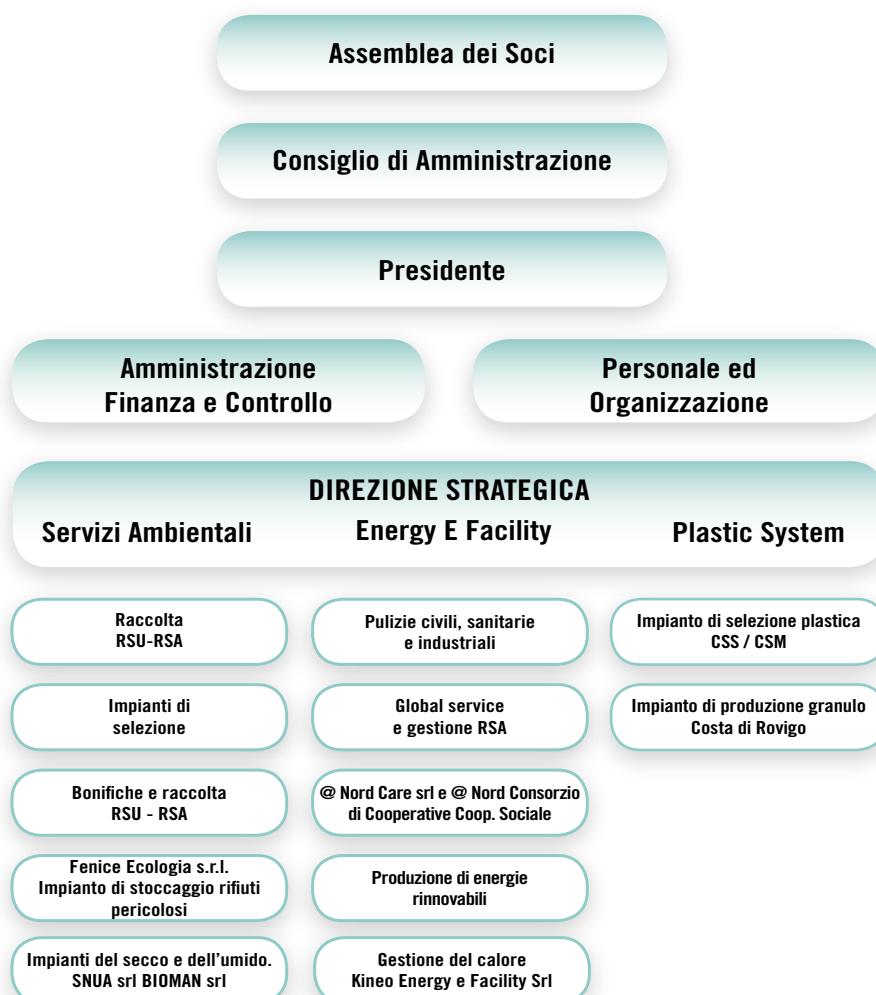 Assemblea dei Soci
Consiglio di Amministrazione
Presidente
Amministrazione
Finanza e Controllo
Personale ed
Organizzazione
DIREZIONE STRATEGICA
Servizi Ambientali
Energy E Facility
Plastic System
Raccolta
RSU-RSA
Impianti di
selezione
Bonifiche e raccolta
RSU - RSA
Fenice Ecologia s.r.l.
Impianto di stoccaggio rifiuti
pericolosi
Impianti del secco e dell'umido.
SNUA srl BIOMAN srl
Pulizie civili, sanitarie
e industriali
Global service
e gestione RSA
@ Nord Care srl e @ Nord Consorzio
di Cooperative Coop. Sociale
Produzione di energie
rinnovabili
Gestione del calore
Kineo Energy e Facility Srl
Impianto di selezione plastica
CSS / CSM
Impianto di produzione granulo
Costa di Rovigo